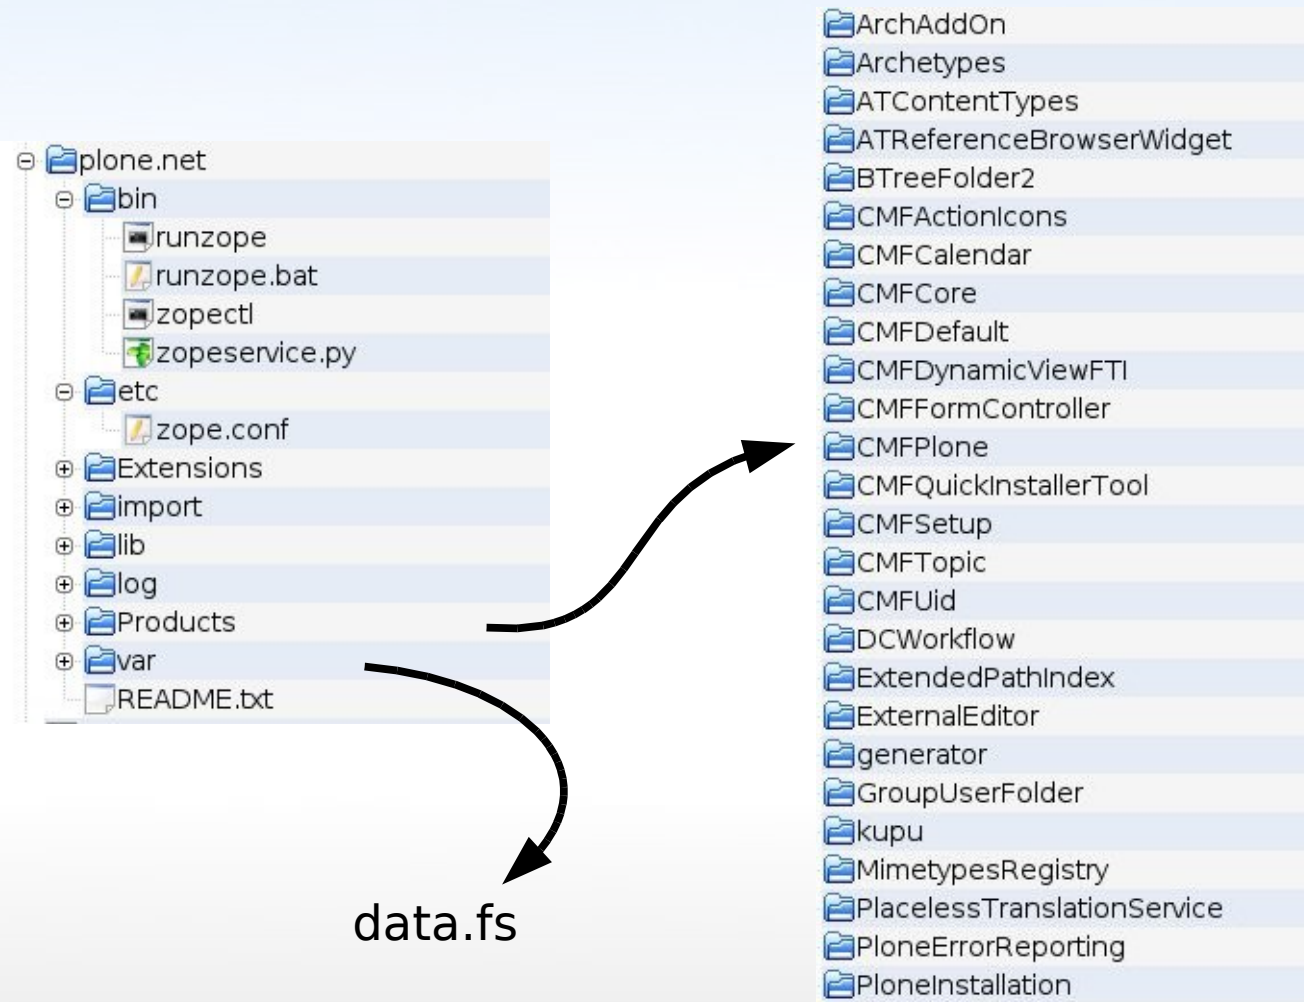 plone.net
bin
runzope
runzope.bat
zopectl
zopeservice.py
etc
zope.conf
Extensions
import
lib
log
Products
var
README.txt
data.fs
ArchAddOn
Archetypes
ATContentTypes
ATReferenceBrowserWidget
BTreeFolder2
CMFActionIcons
CMFCalendar
CMFCore
CMFDefault
CMFDynamicViewFTI
CMFFormController
CMFPlone
CMFQuickInstallerTool
CMFSetup
CMFTopic
CMFUid
DCWorkflow
ExtendedPathIndex
ExternalEditor
generator
GroupUserFolder
kupu
MimetypesRegistry
PlacelessTranslationService
PloneErrorReporting
PloneInstallation